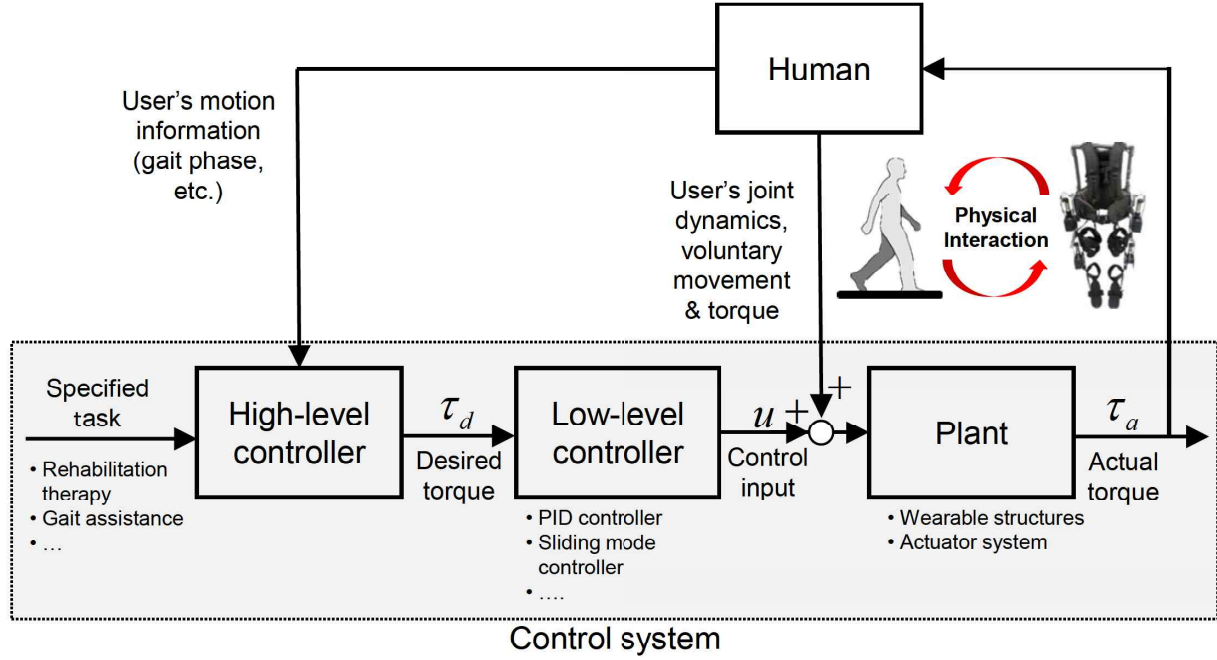 Human
User’s motion
information
(gait phase,
etc.)
User’s joint
dynamics,
voluntary
movement
& torque
Physical
Interaction
Specified
task
• Rehabilitation
therapy
• Gait assistance
• ...
High-level
controller
τd
Desired
torque
Low-level
controller
• PID controller
• Sliding mode
controller
• ....
u +
+
Control
input
Plant
• Wearable structures
• Actuator system
τa
Actual
torque
Control system